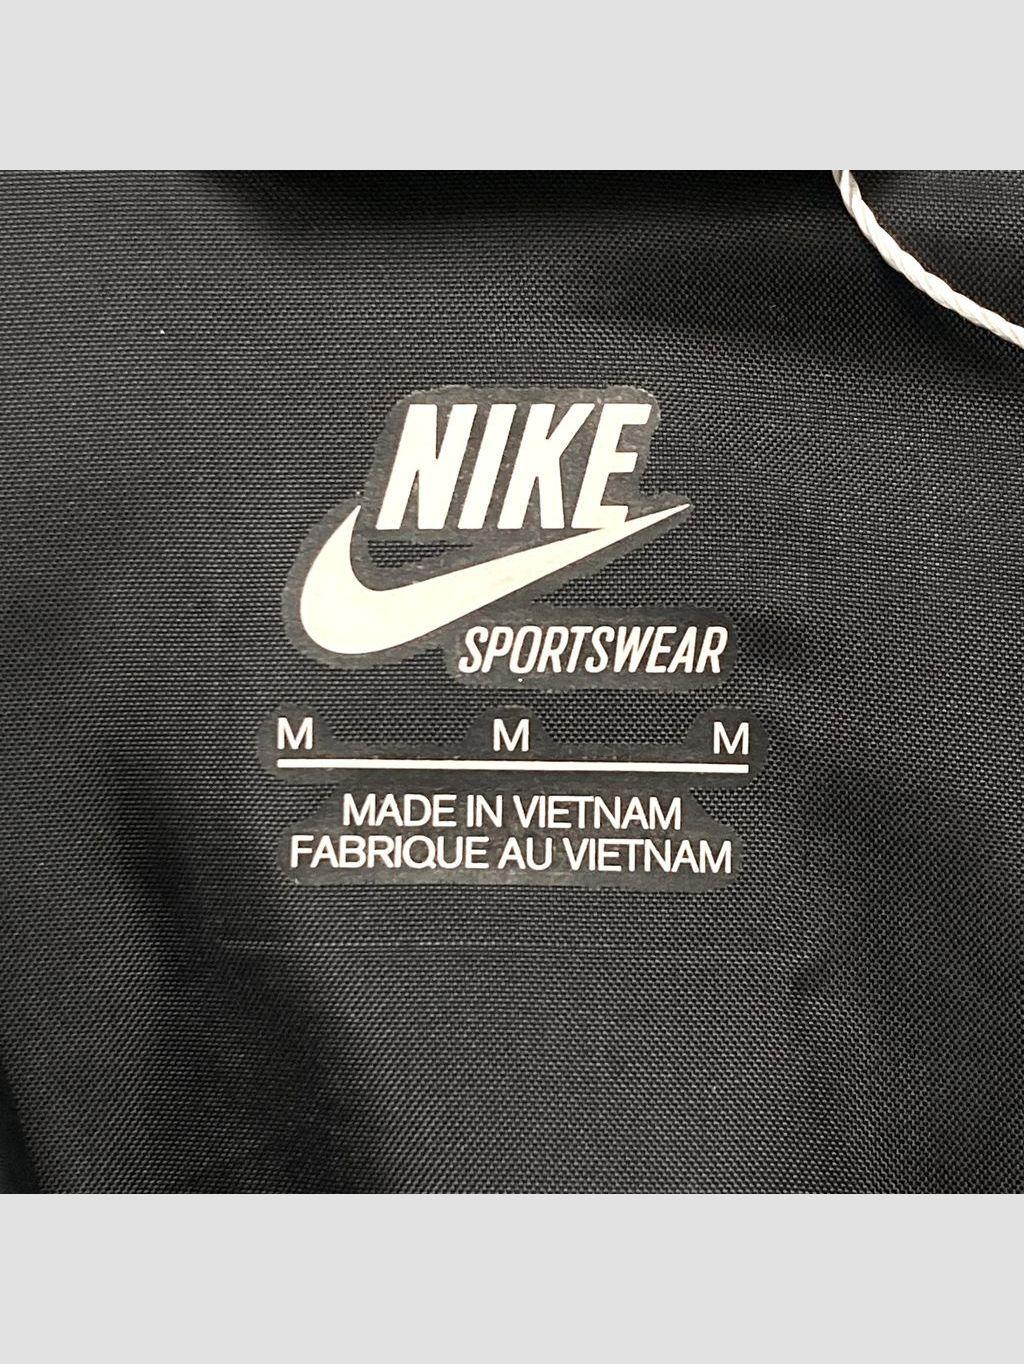 NIKE
SPORTSWEAR
M M M
MADE IN VIETNAM
FABRIQUE AU VIETNAM